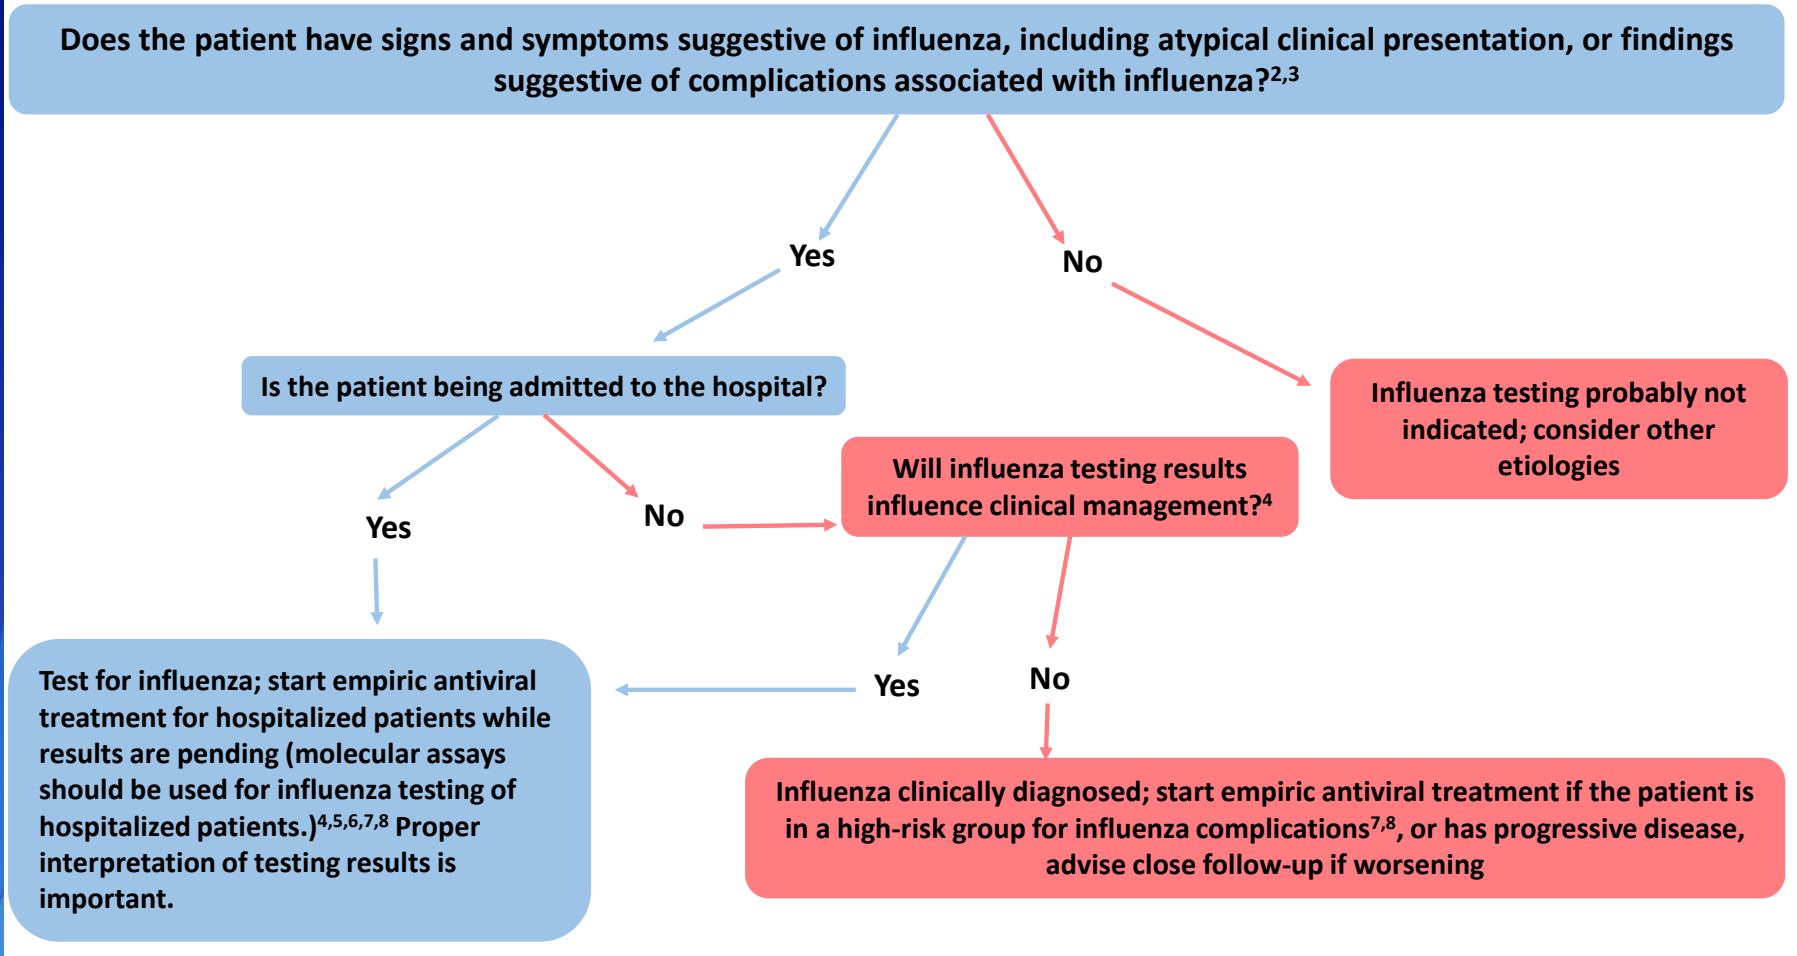 Does the patient have signs and symptoms suggestive of influenza, including atypical clinical presentation, or findings
suggestive of complications associated with influenza?2,3
Yes
No
Is the patient being admitted to the hospital?
Influenza testing probably not
indicated; consider other
etiologies
Will influenza testing results
influence clinical management?4
Yes
No
Test for influenza; start empiric antiviral
treatment for hospitalized patients while
results are pending (molecular assays
should be used for influenza testing of
hospitalized patients.)4,5,6,7,8 Proper
interpretation of testing results is
important.
Yes
No
Influenza clinically diagnosed; start empiric antiviral treatment if the patient is
in a high-risk group for influenza complications7,8, or has progressive disease,
advise close follow-up if worsening